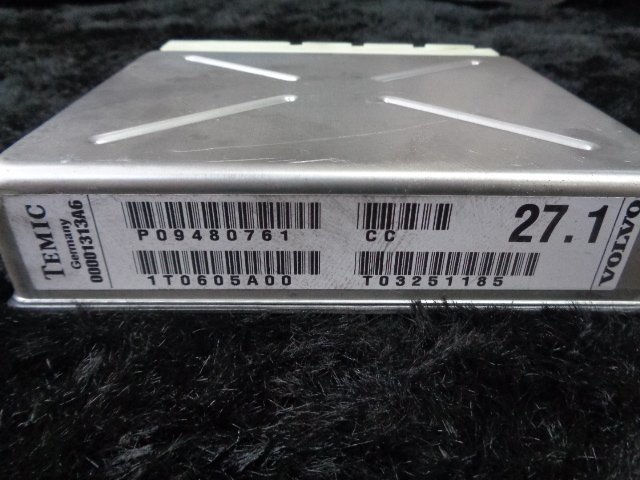 TEMIC
Germany
00001313A6
P09480761
CC
27.1
1T0605A00
T03251185
VOLVO